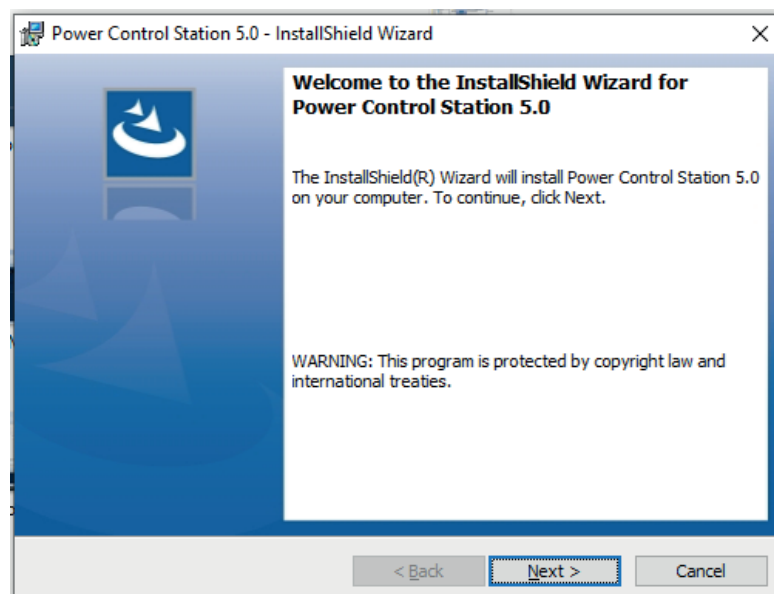 Power Control Station 5.0 - InstallShield Wizard
Welcome to the InstallShield Wizard for
Power Control Station 5.0
The InstallShield(R) Wizard will install Power Control Station 5.0
on your computer. To continue, click Next.
WARNING: This program is protected by copyright law and
international treaties.
< Back
Next >
Cancel